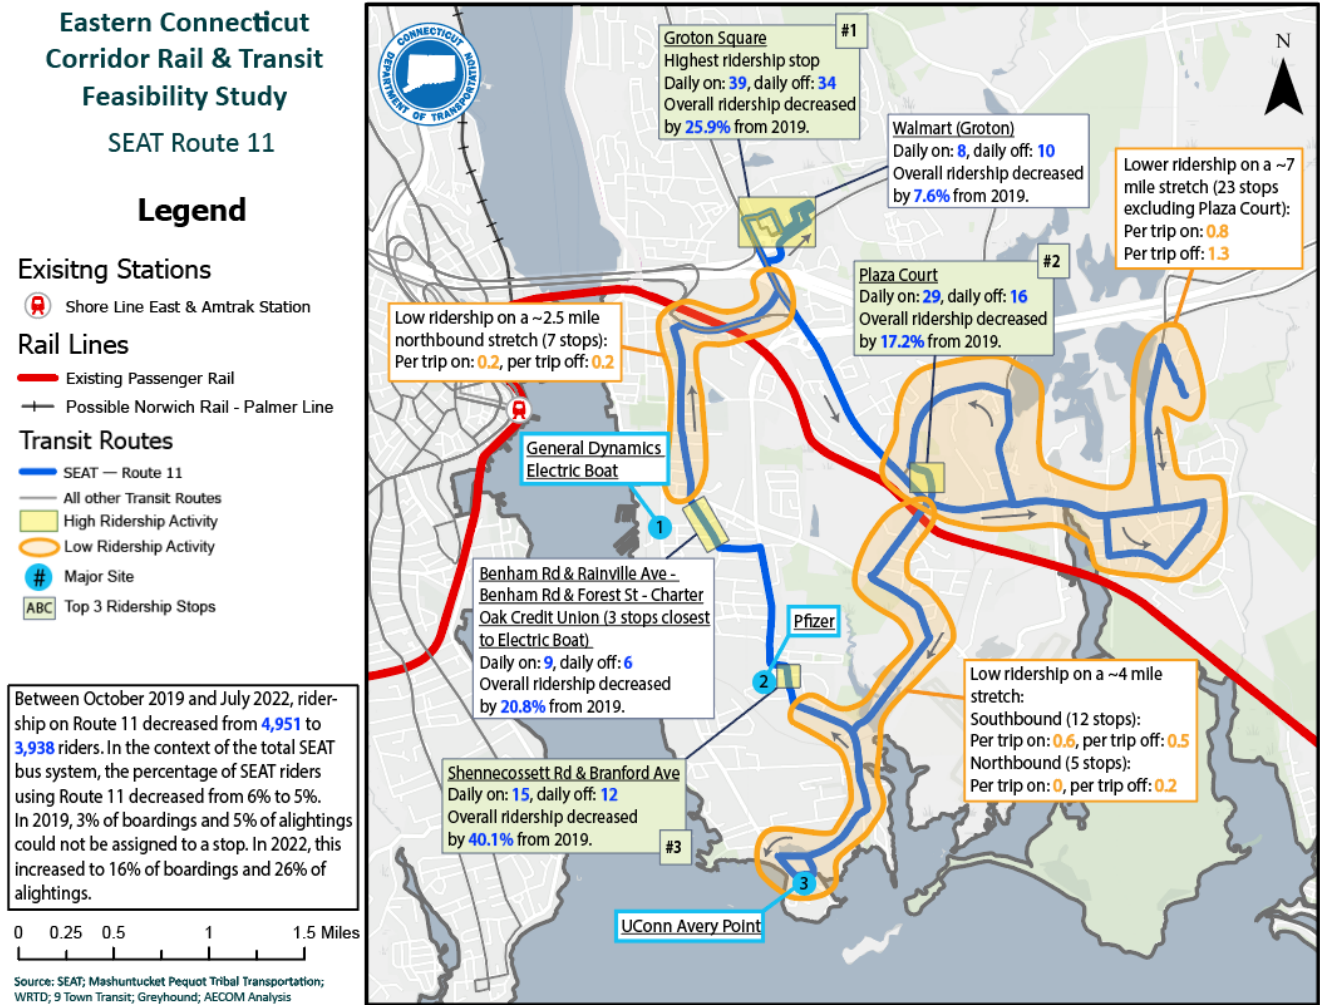 Eastern Connecticut
Corridor Rail & Transit
Feasibility Study
SEAT Route 11
Legend
Exisitng Stations
Shore Line East & Amtrak Station
Rail Lines
Existing Passenger Rail
Possible Norwich Rail - Palmer Line
Transit Routes
SEAT — Route 11
All other Transit Routes
High Ridership Activity
Low Ridership Activity
# Major Site
ABC Top 3 Ridership Stops
Between October 2019 and July 2022, rider-
ship on Route 11 decreased from 4,951 to
3,938 riders. In the context of the total SEAT
bus system, the percentage of SEAT riders
using Route 11 decreased from 6% to 5%.
In 2019, 3% of boardings and 5% of alightings
could not be assigned to a stop. In 2022, this
increased to 16% of boardings and 26% of
alightings.
0 0.25 0.5 1 1.5 Miles
Source: SEAT; Mashuntucket Pequot Tribal Transportation;
WRTD; 9 Town Transit; Greyhound; AECOM Analysis
CONNECTICUT
DEPARTMENT OF TRANSPORTATION
Groton Square
#1
Highest ridership stop
Daily on: 39, daily off: 34
Overall ridership decreased
by 25.9% from 2019.
N
Walmart (Groton)
Daily on: 8, daily off: 10
Overall ridership decreased
by 7.6% from 2019.
Lower ridership on a ~7
mile stretch (23 stops
excluding Plaza Court):
Per trip on: 0.8
Per trip off: 1.3
#2
Plaza Court
Daily on: 29, daily off: 16
Overall ridership decreased
by 17.2% from 2019.
Low ridership on a ~2.5 mile
northbound stretch (7 stops):
Per trip on: 0.2, per trip off: 0.2
General Dynamics
Electric Boat
1
Benham Rd & Rainville Ave -
Benham Rd & Forest St - Charter
Oak Credit Union (3 stops closest
to Electric Boat)
Daily on: 9, daily off: 6
Overall ridership decreased
by 20.8% from 2019.
Pfizer
2
Low ridership on a ~4 mile
stretch:
Southbound (12 stops):
Per trip on: 0.6, per trip off: 0.5
Northbound (5 stops):
Per trip on: 0, per trip off: 0.2
Shennecossett Rd & Branford Ave
Daily on: 15, daily off: 12
Overall ridership decreased
by 40.1% from 2019.
#3
3
UConn Avery Point